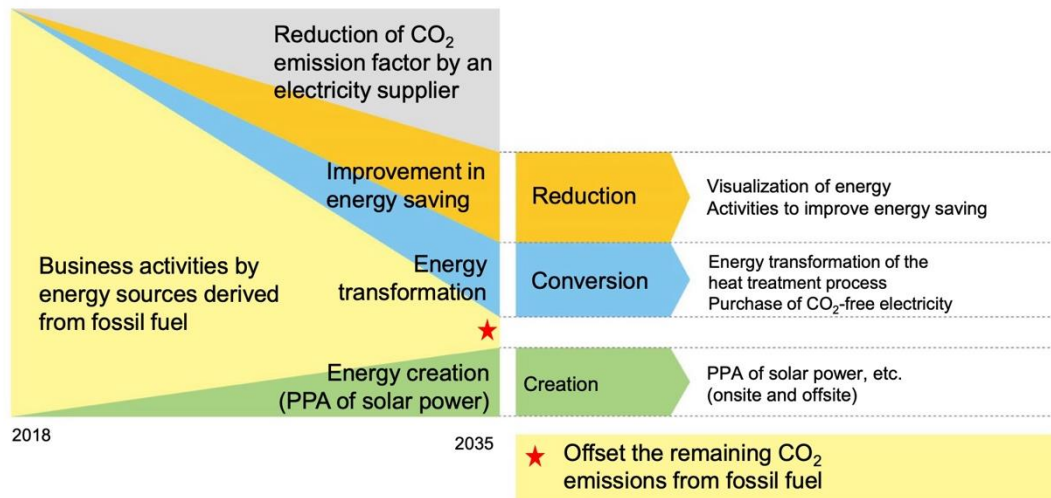 Reduction of CO₂
emission factor by an
electricity supplier
Improvement in
energy saving
Energy
transformation
Business activities by
energy sources derived
from fossil fuel
Energy creation
(PPA of solar power)
2018
2035
Reduction
Visualization of energy
Activities to improve energy saving
Conversion
Energy transformation of the
heat treatment process
Purchase of CO₂-free electricity
Creation
PPA of solar power, etc.
(onsite and offsite)
Offset the remaining CO₂
emissions from fossil fuel